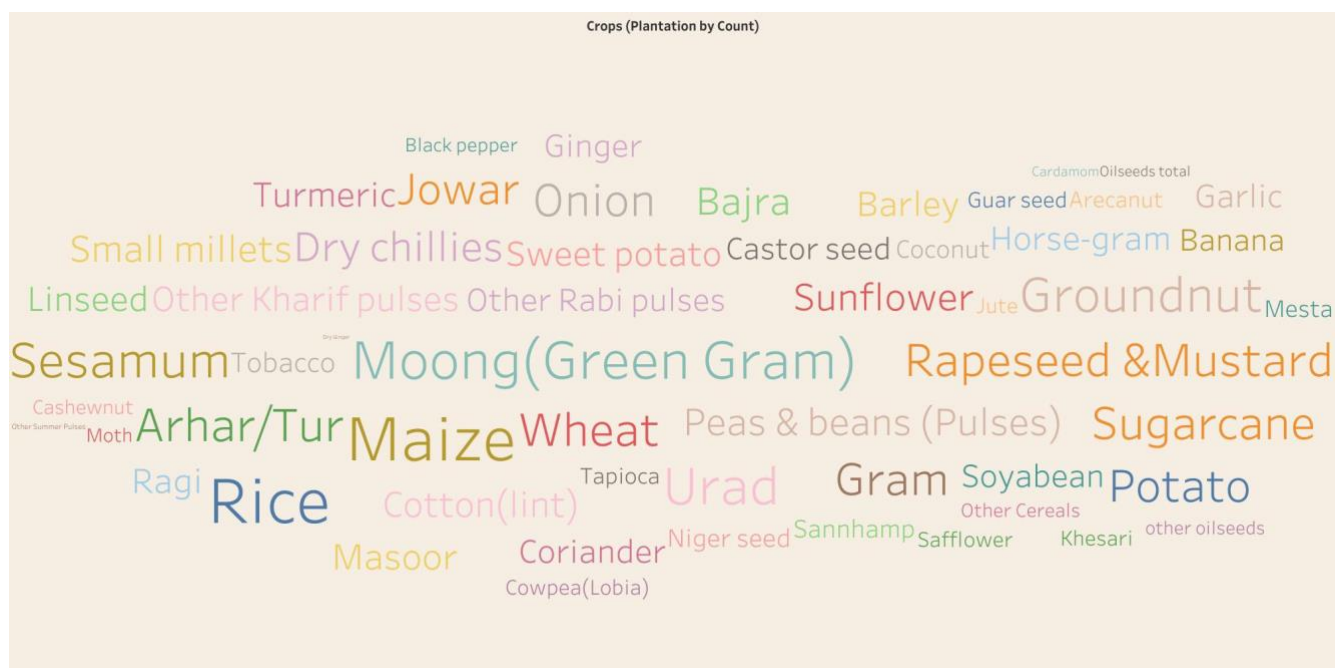 Crops (Plantation by Count)
Black pepper Ginger
CardamomOilseeds total
Turmeric Jowar Onion Bajra Barley Guar seed Arecanut Garlic
Small millets Dry chillies Sweet potato Castor seed Coconut Horse-gram Banana
Linseed Other Kharif pulses Other Rabi pulses Sunflower Jute Groundnut Mesta
Dry Ginger
Sesamum Tobacco Moong(Green Gram) Rapeseed &Mustard
Cashewnut
Other Summer Pulses Moth Arhar/Tur Maize Wheat Peas & beans (Pulses) Sugarcane
Ragi Rice Cotton(lint) Tapioca Urad Gram Soyabean Potato
Other Cereals
Masoor Coriander Niger seed Sannhamp Safflower Khesari other oilseeds
Cowpea(Lobia)